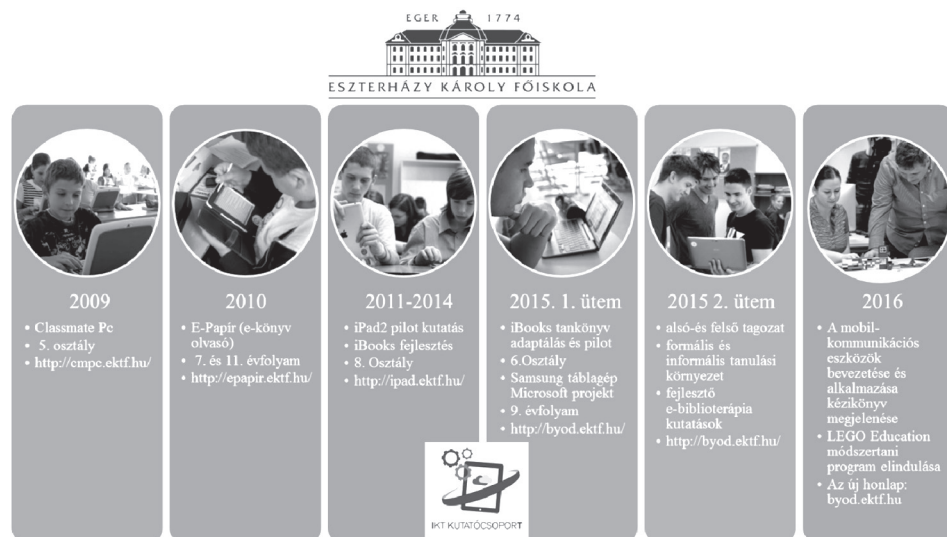 EGER 1774
ESZTERHÁZY KÁROLY FŐISKOLA
2009
• Classmate Pc
• 5. osztály
• http://cmpc.ektf.hu/
2010
• E-Papír (e-könyv
olvasó)
• 7. és 11. évfolyam
• http://epapir.ektf.hu/
2011-2014
• iPad2 pilot kutatás
• iBooks fejlesztés
• 8. Osztály
• http://ipad.ektf.hu/
2015. 1. ütem
• iBooks tankönyv
adaptálás és pilot
• 6.Osztály
• Samsung táblagép
Microsoft projekt
• 9. évfolyam
• http://byod.ektf.hu/
2015 2. ütem
• alsó-és felső tagozat
• formális és
informális tanulási
környezet
• fejlesztő
e-biblioterápia
kutatások
• http://byod.ektf.hu/
2016
• A mobil-
kommunikációs
eszközök
bevezetése és
alkalmazása
kézikönyv
megjelenése
• LEGO Education
módszertani
program elindulása
• Az új honlap:
byod.ektf.hu
IKT KUTATÓCSOPORT